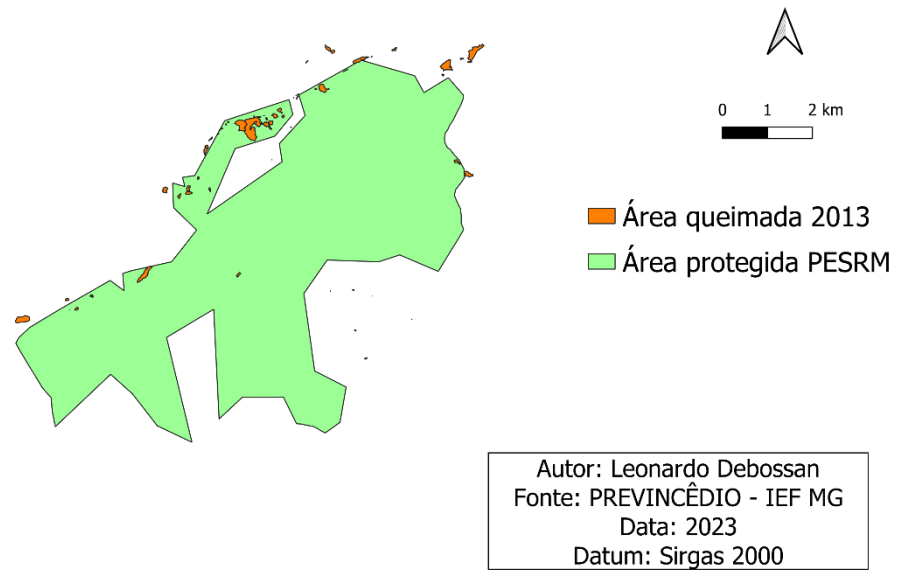 0 1 2 km
Área queimada 2013
Área protegida PESRM
Autor: Leonardo Debossan
Fonte: PREVINCÊDIO - IEF MG
Data: 2023
Datum: Sirgas 2000